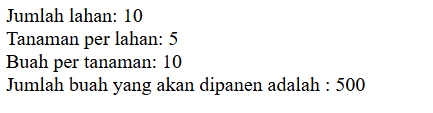 Jumlah lahan: 10
Tanaman per lahan: 5
Buah per tanaman: 10
Jumlah buah yang akan dipanen adalah : 500